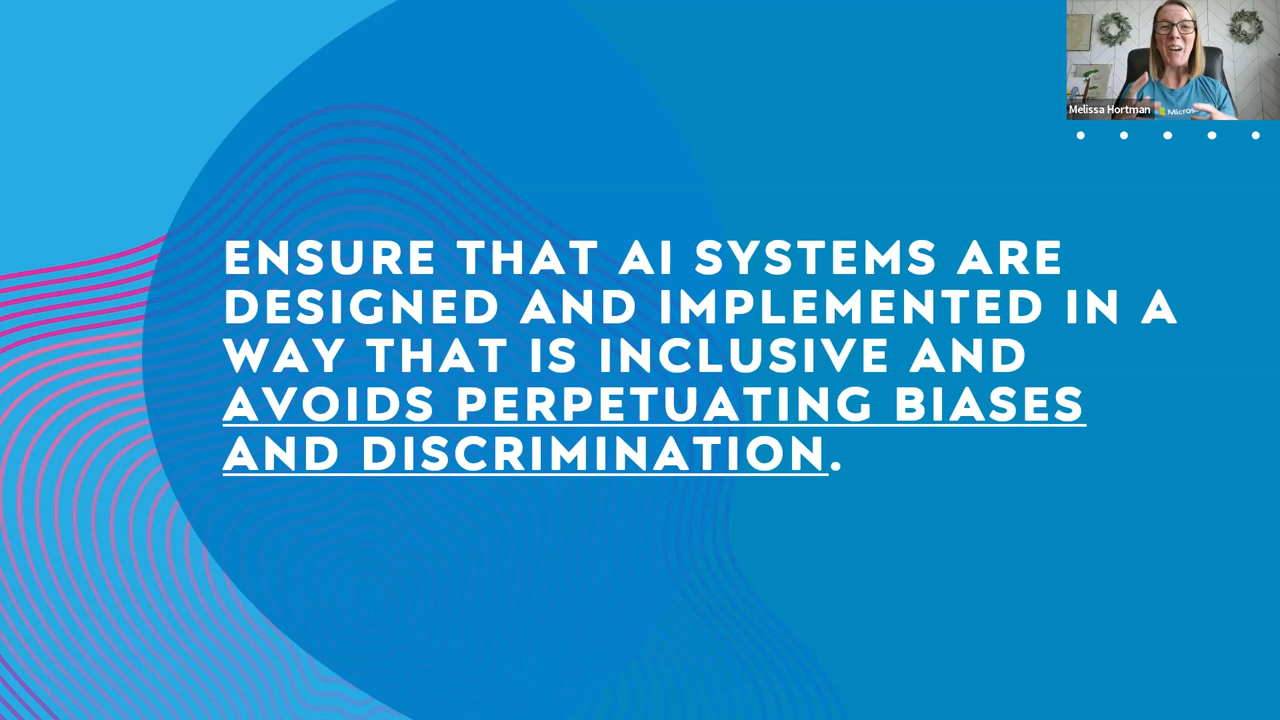 Melissa Hortman
ENSURE THAT AI SYSTEMS ARE
DESIGNED AND IMPLEMENTED IN A
WAY THAT IS INCLUSIVE AND
AVOIDS PERPETUATING BIASES
AND DISCRIMINATION.